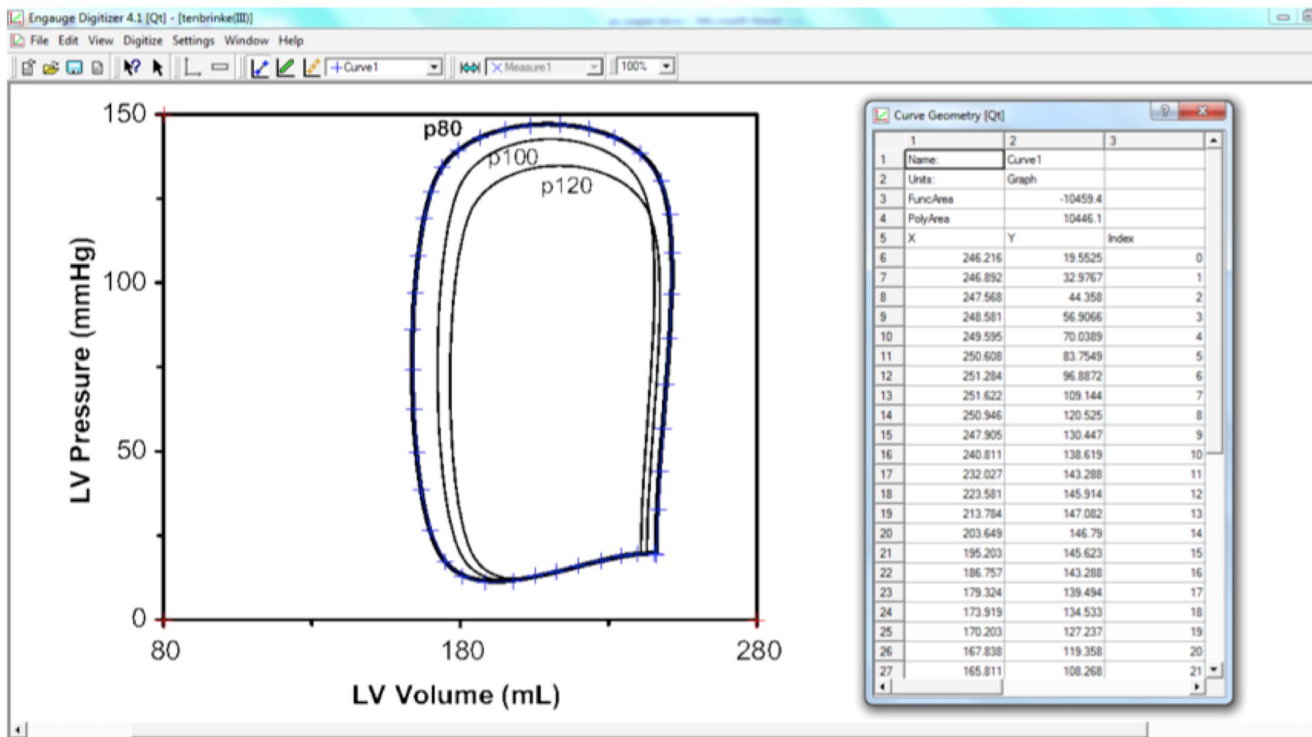 Engauge Digitizer 4.1 [Qt] - [tenbrinke(III)]
File Edit View Digitize Settings Window Help
Curve1 Measure1 100%
150
100
50
0
80 180 280
LV Pressure (mmHg)
LV Volume (mL)
p80
p100
p120
Curve Geometry [Qt]
1 2 3
1 Name: Curve1
2 Units: Graph
3 FuncArea -10459.4
4 PolyArea 10446.1
5 X Y Index
6 246.216 19.5525 0
7 246.892 32.9767 1
8 247.568 44.358 2
9 248.581 56.9066 3
10 249.595 70.0389 4
11 250.608 83.7549 5
12 251.284 96.8872 6
13 251.622 109.144 7
14 250.946 120.525 8
15 247.905 130.447 9
16 240.811 138.619 10
17 232.027 143.288 11
18 223.581 145.914 12
19 213.784 147.082 13
20 203.649 146.79 14
21 195.203 145.623 15
22 186.757 143.288 16
23 179.324 139.494 17
24 173.919 134.533 18
25 170.203 127.237 19
26 167.838 119.358 20
27 165.811 108.268 21